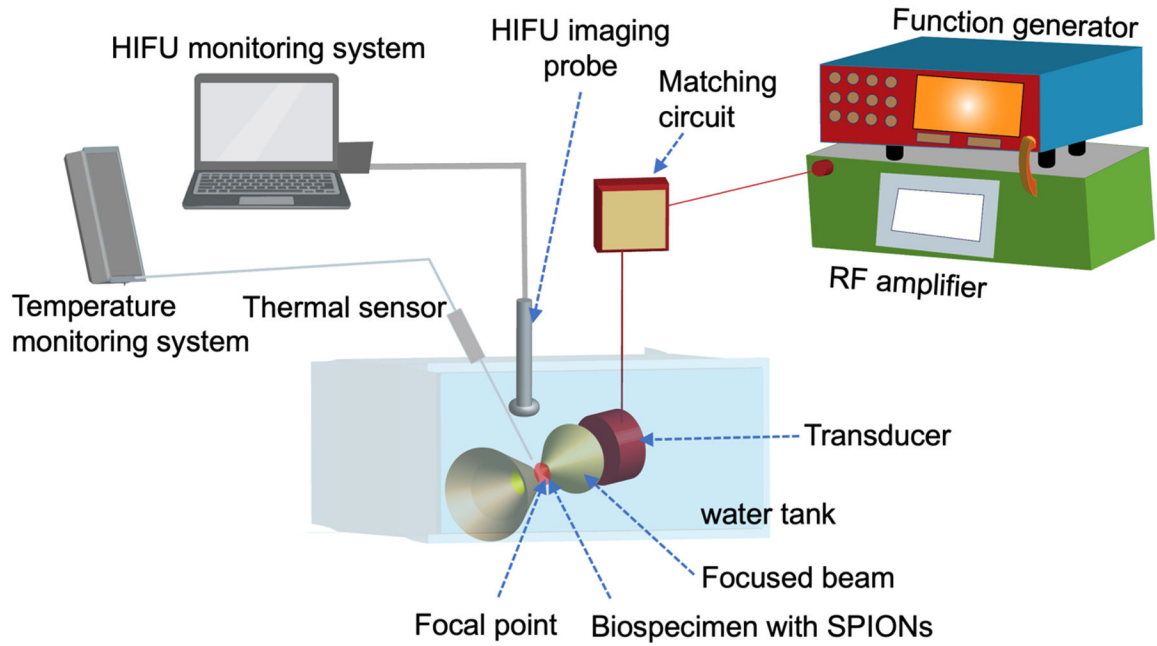 Function generator
HIFU imaging
probe
HIFU monitoring system
Matching
circuit
RF amplifier
Temperature
monitoring system
Thermal sensor
Transducer
water tank
Focused beam
Focal point
Biospecimen with SPIONs